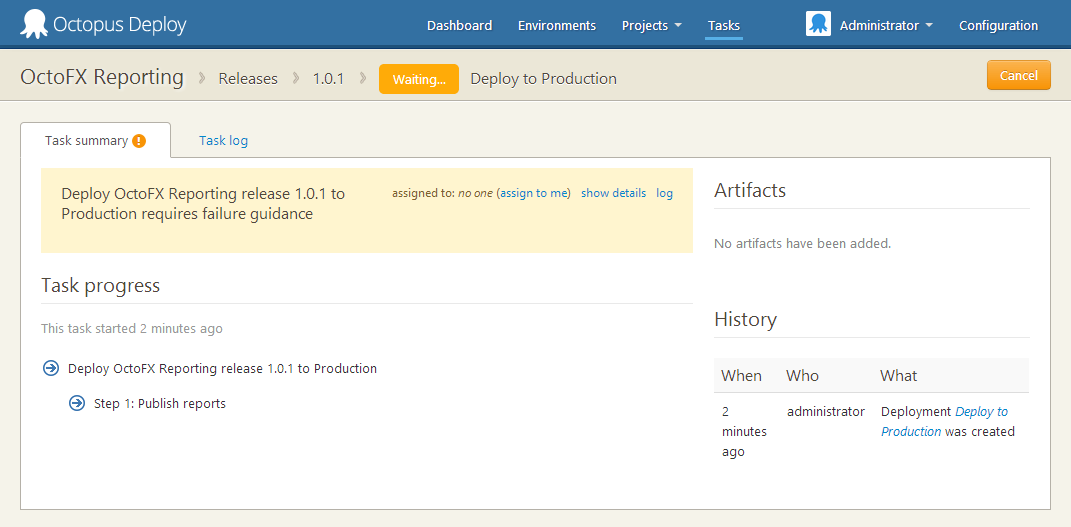 Octopus Deploy
Dashboard Environments Projects Tasks Administrator Configuration
OctoFX Reporting Releases 1.0.1 Waiting... Deploy to Production Cancel
Task summary ! Task log
Deploy OctoFX Reporting release 1.0.1 to
Production requires failure guidance
assigned to: no one (assign to me) show details log
Task progress
This task started 2 minutes ago
Deploy OctoFX Reporting release 1.0.1 to Production
Step 1: Publish reports
Artifacts
No artifacts have been added.
History
When Who What
2
minutes
ago
administrator
Deployment Deploy to
Production was created